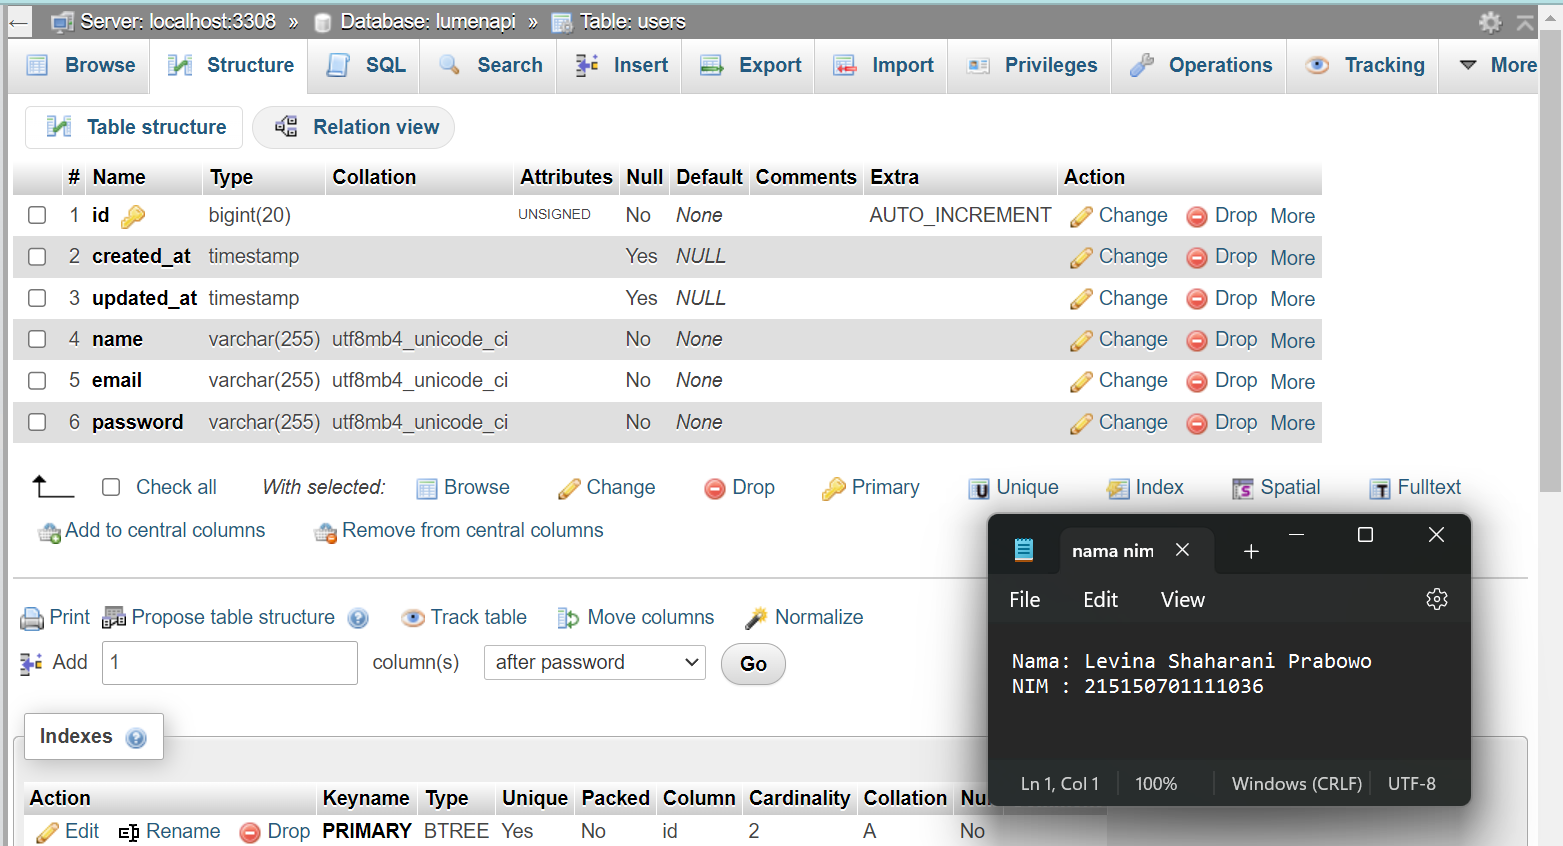 ← Server: localhost:3308 » Database: lumenapi » Table: users
Browse Structure SQL Search Insert Export Import Privileges Operations Tracking More
Table structure Relation view
# Name Type Collation Attributes Null Default Comments Extra Action
1 id bigint(20) UNSIGNED No None AUTO_INCREMENT Change Drop More
2 created_at timestamp Yes NULL Change Drop More
3 updated_at timestamp Yes NULL Change Drop More
4 name varchar(255) utf8mb4_unicode_ci No None Change Drop More
5 email varchar(255) utf8mb4_unicode_ci No None Change Drop More
6 password varchar(255) utf8mb4_unicode_ci No None Change Drop More
Check all With selected: Browse Change Drop Primary Unique Index Spatial Fulltext
Add to central columns Remove from central columns
Print Propose table structure Track table Move columns Normalize
Add 1 column(s) after password Go
Indexes
Action Keyname Type Unique Packed Column Cardinality Collation
Edit Rename Drop PRIMARY BTREE Yes No id 2 A No
nama nim
File Edit View
Nama: Levina Shaharani Prabowo
NIM : 215150701111036
Ln 1, Col 1 100% Windows (CRLF) UTF-8